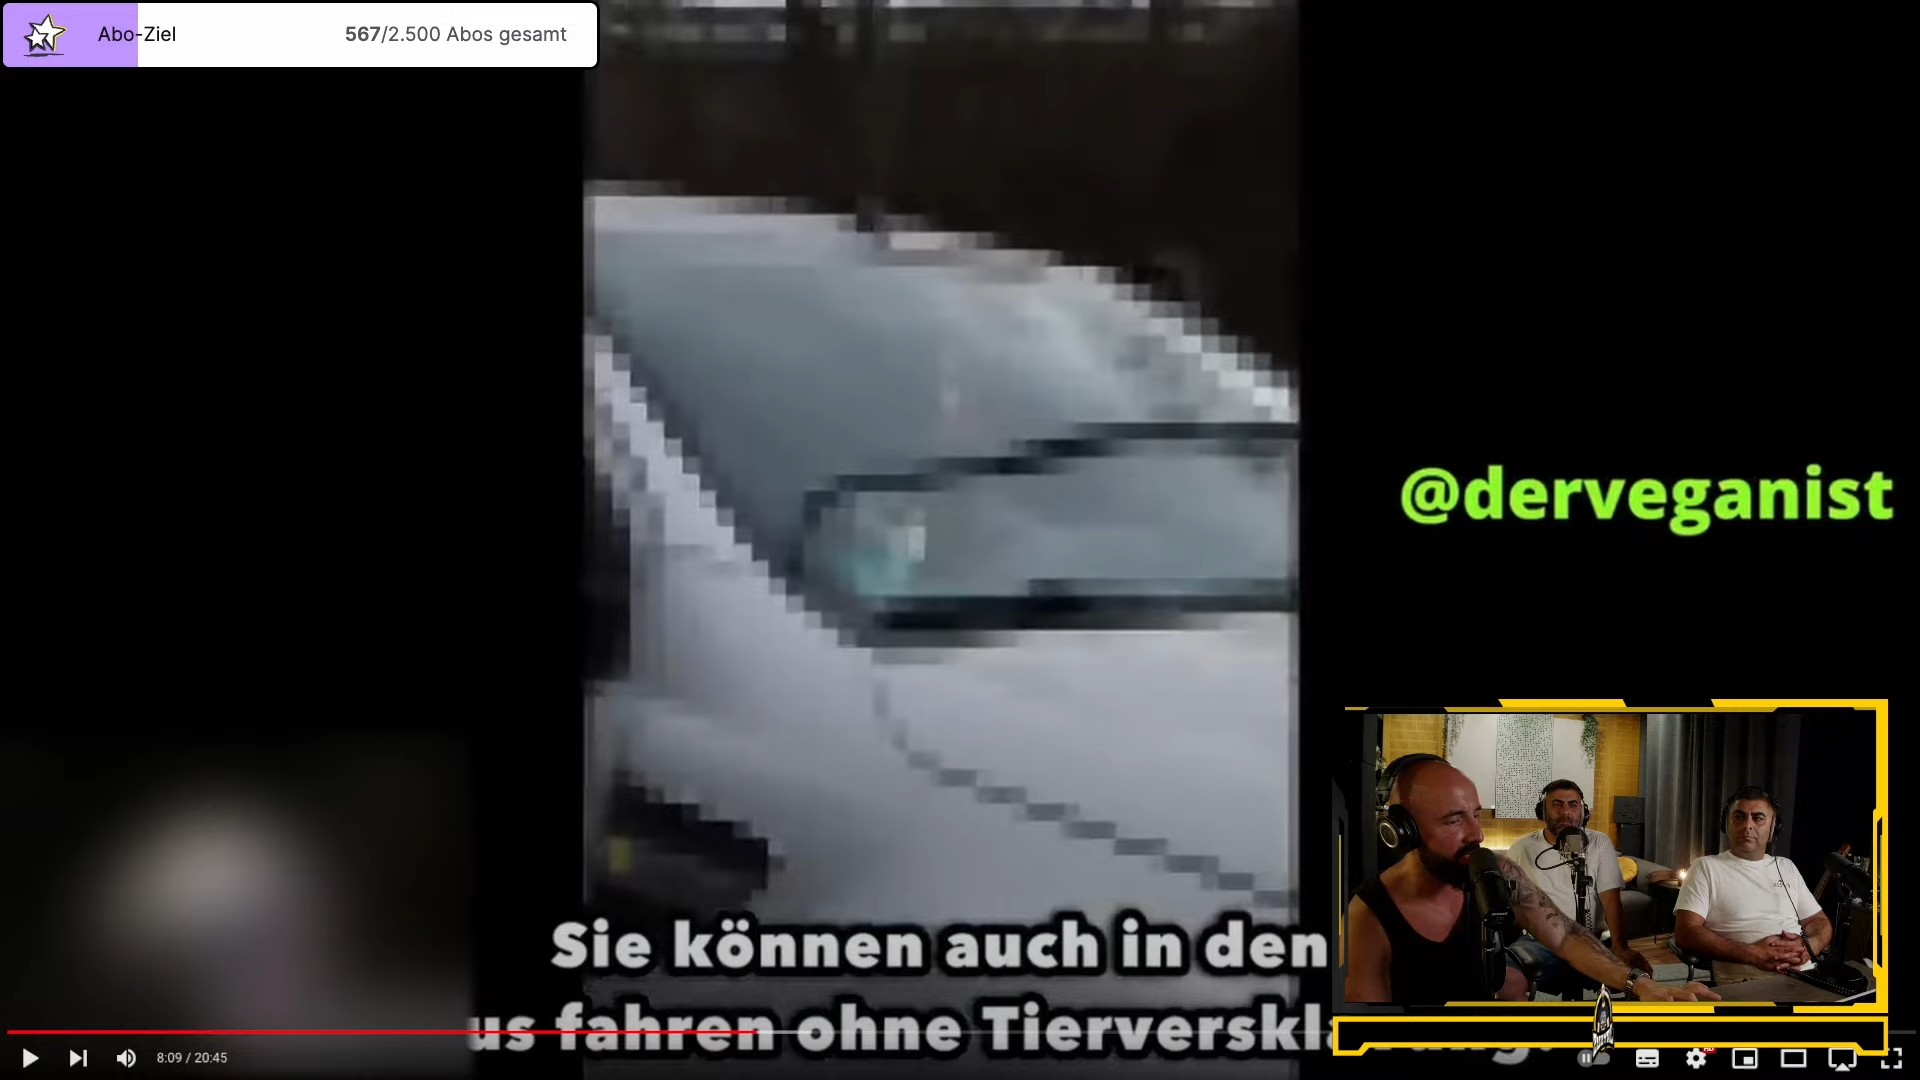 Abo-Ziel 567/2.500 Abos gesamt
@derveganist
Sie können auch in den
us fahren ohne
8:09 / 20:45